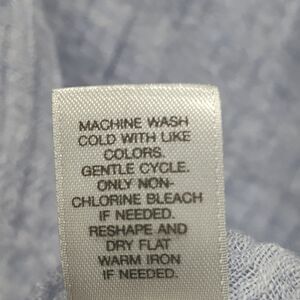 MACHINE WASH
COLD WITH LIKE
COLORS.
GENTLE CYCLE.
ONLY NON-
CHLORINE BLEACH
IF NEEDED.
RESHAPE AND
DRY FLAT
WARM IRON
IF NEEDED.